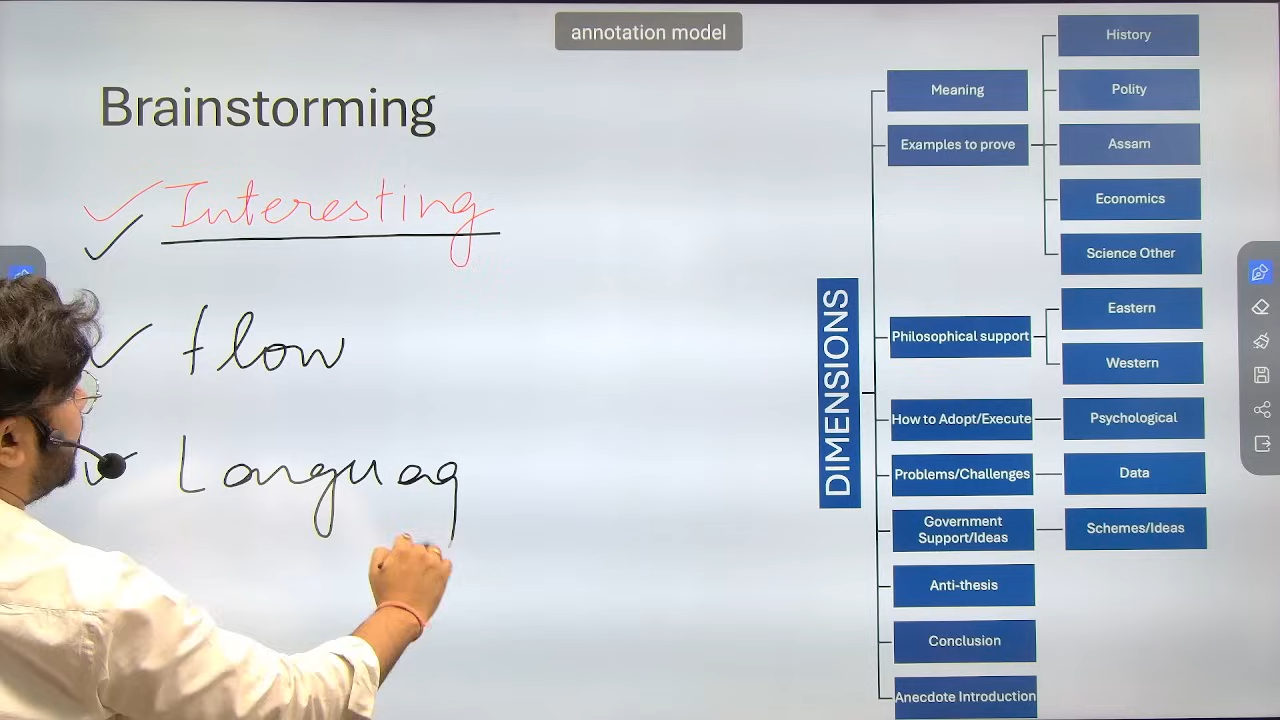 annotation model
Brainstorming
Interesting
flow
Languag
DIMENSIONS
Meaning
Examples to prove
History
Polity
Assam
Economics
Science Other
Philosophical support
Eastern
Western
How to Adopt/Execute
Psychological
Problems/Challenges
Data
Government
Support/Ideas
Schemes/Ideas
Anti-thesis
Conclusion
Anecdote Introduction